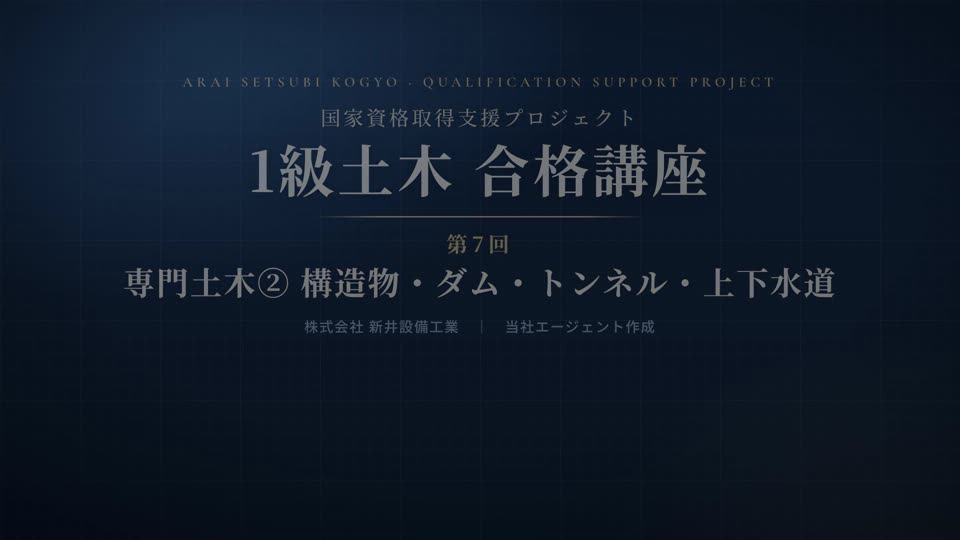 ARAI SETSUBI KOGYO · QUALIFICATION SUPPORT PROJECT
国家資格取得支援プロジェクト
1級土木 合格講座
第7回
専門土木② 構造物・ダム・トンネル・上下水道
株式会社 新井設備工業 | 当社エージェント作成